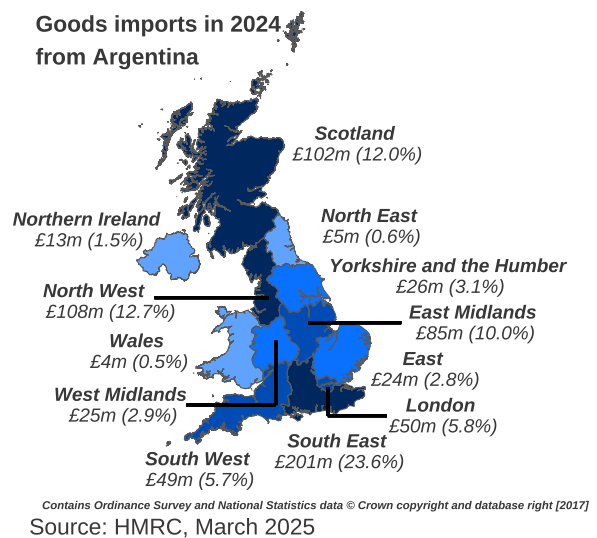 Goods imports in 2024
from Argentina
Scotland
£102m (12.0%)
Northern Ireland
£13m (1.5%)
North East
£5m (0.6%)
Yorkshire and the Humber
£26m (3.1%)
North West
£108m (12.7%)
East Midlands
£85m (10.0%)
Wales
£4m (0.5%)
East
£24m (2.8%)
West Midlands
£25m (2.9%)
London
£50m (5.8%)
South East
£201m (23.6%)
South West
£49m (5.7%)
Contains Ordinance Survey and National Statistics data © Crown copyright and database right [2017]
Source: HMRC, March 2025